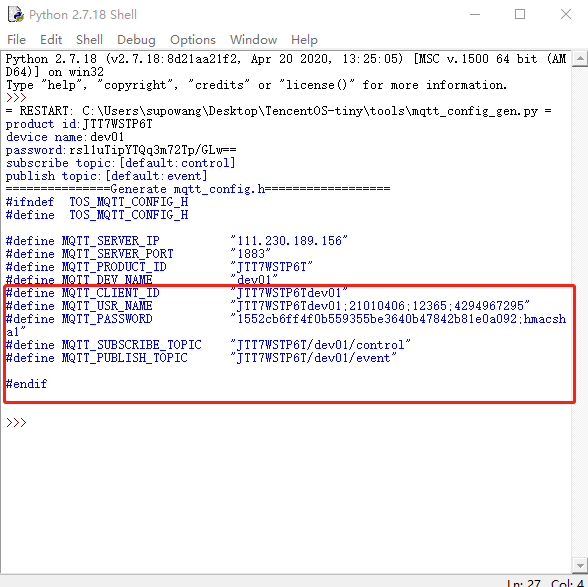 Python 2.7.18 Shell
File Edit Shell Debug Options Window Help
Python 2.7.18 (v2.7.18:8d21aa21f2, Apr 20 2020, 13:25:05) [MSC v.1500 64 bit (AM
D64)] on win32
Type "help", "copyright", "credits" or "license()" for more information.
>>>
= RESTART: C:\Users\supowang\Desktop\TencentOS-tiny\tools\mqtt_config_gen.py =
product id:JTT7WSTP6T
device name:dev01
password:rsl1uTipYTQq3m72Tp/GLw==
subscribe topic:[default:control]
publish topic:[default:event]
===============Generate mqtt_config.h==================
#ifndef  TOS_MQTT_CONFIG_H
#define  TOS_MQTT_CONFIG_H
#define MQTT_SERVER_IP          "111.230.189.156"
#define MQTT_SERVER_PORT        "1883"
#define MQTT_PRODUCT_ID         "JTT7WSTP6T"
#define MQTT_DEV_NAME           "dev01"
#define MQTT_CLIENT_ID          "JTT7WSTP6Tdev01"
#define MQTT_USR_NAME           "JTT7WSTP6Tdev01;21010406;12365;4294967295"
#define MQTT_PASSWORD           "1552cb6ff4f0b559355be3640b47842b81e0a092;hmacsh
a1"
#define MQTT_SUBSCRIBE_TOPIC    "JTT7WSTP6T/dev01/control"
#define MQTT_PUBLISH_TOPIC      "JTT7WSTP6T/dev01/event"
#endif
>>>
Ln: 27 Col: 4